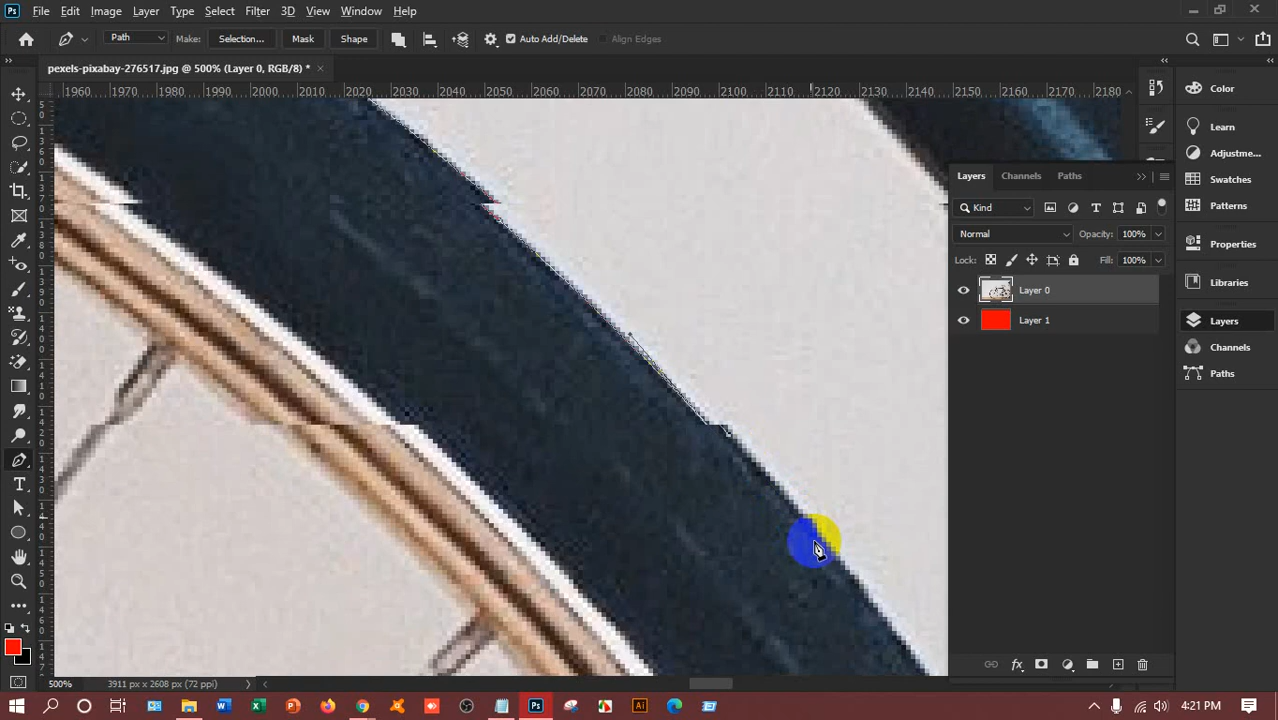 Ps File Edit Image Layer Type Select Filter 3D View Window Help
Path Make: Selection... Mask Shape Auto Add/Delete Align Edges
pexels-pixabay-276517.jpg @ 500% (Layer 0, RGB/8) * ×
1960 1970 1980 1990 2000 2010 2020 2030 2040 2050 2060 2070 2080 2090 2100 2110 2120 2130 2140 2150 2160 2170 2180
Color
Learn
Adjustme...
Swatches
Patterns
Properties
Libraries
Layers
Channels
Paths
Layers Channels Paths
Kind
Normal Opacity: 100%
Lock: Fill: 100%
Layer 0
Layer 1
fx
500% 3911 px x 2608 px (72 ppi)
Ps Ai 4:21 PM